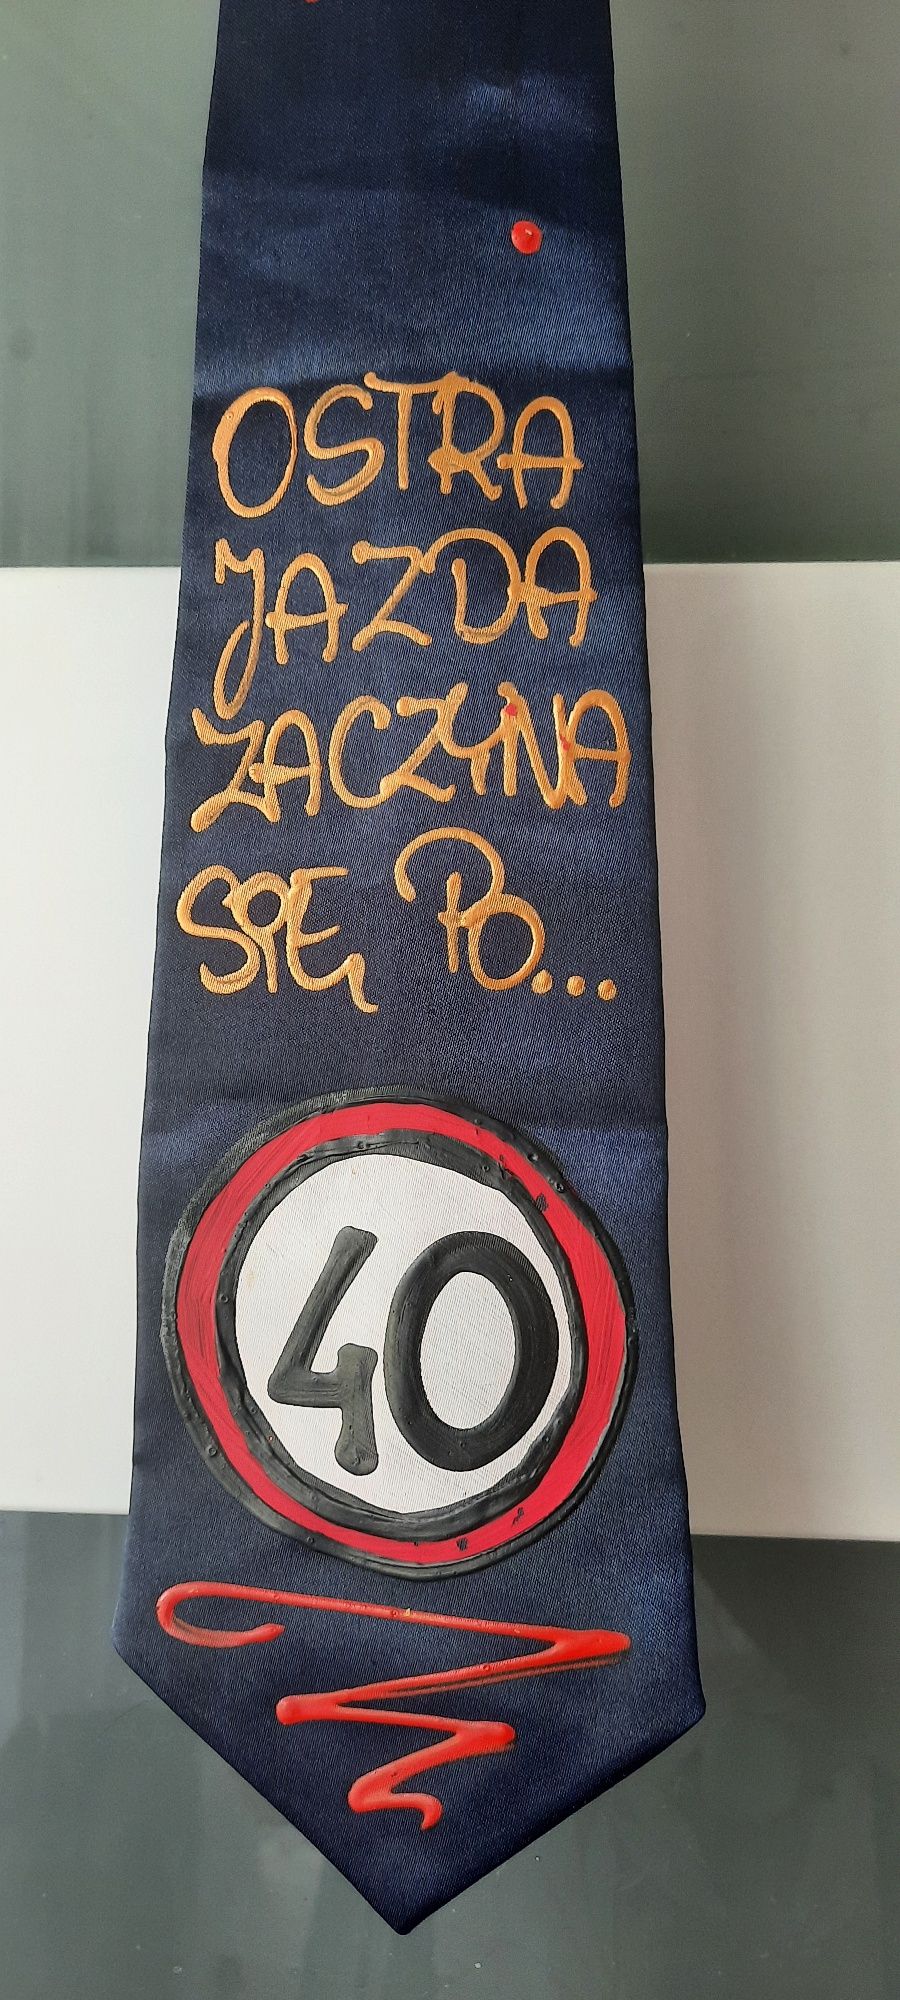 OSTRA
JAZDA
ZACZYNA
SIĘ PO...
40